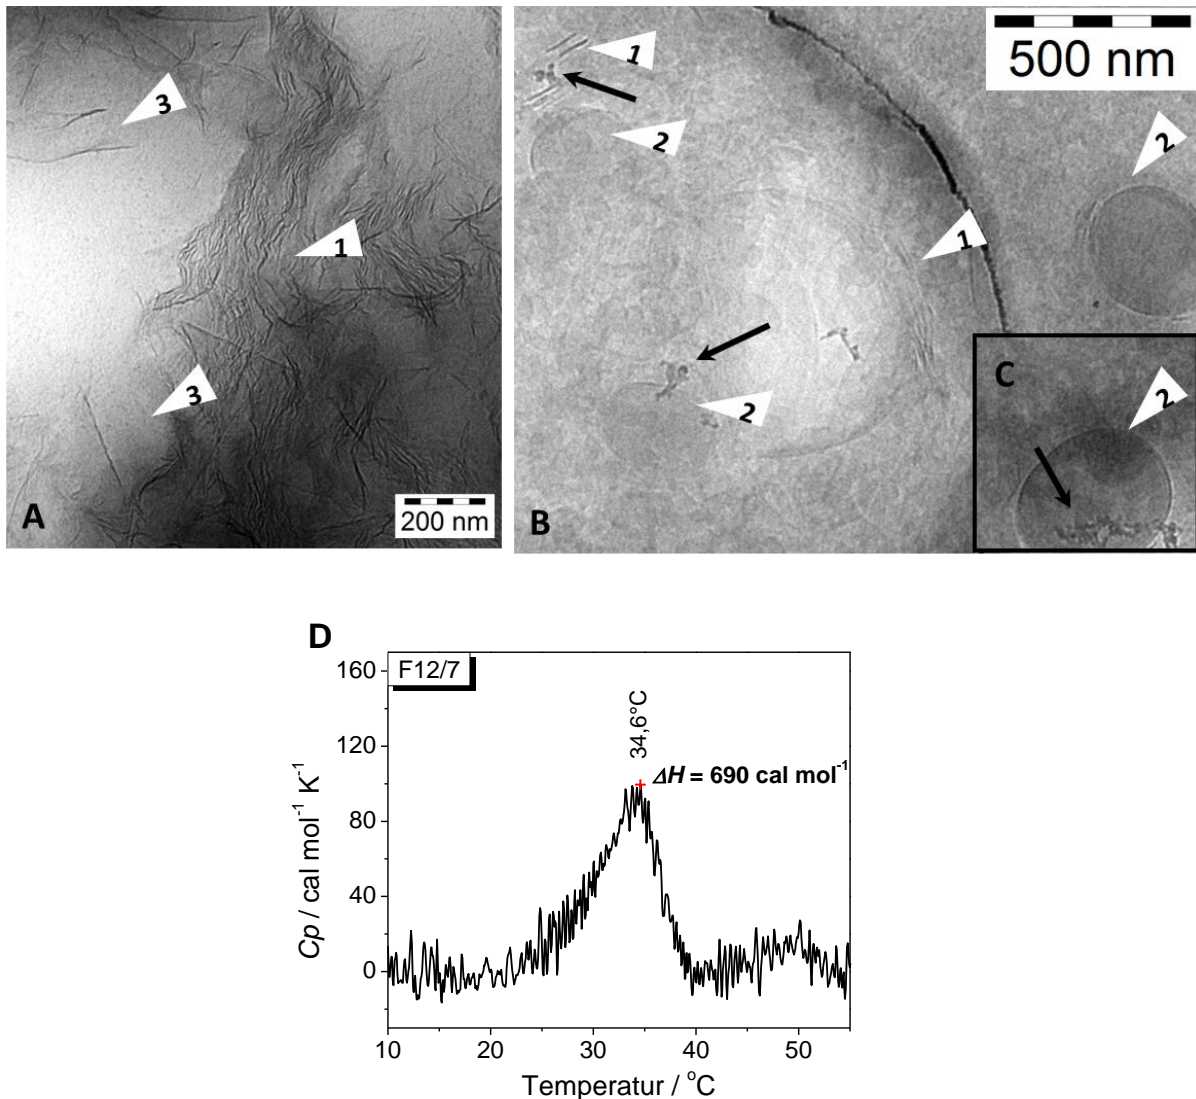 3
1
3
A
200 nm
1
2
500 nm
2
1
2
B
C
2
D
F12/7
34,6°C
ΔH = 690 cal mol⁻¹
Cp / cal mol⁻¹ K⁻¹
160
120
80
40
0
10 20 30 40 50
Temperatur / °C